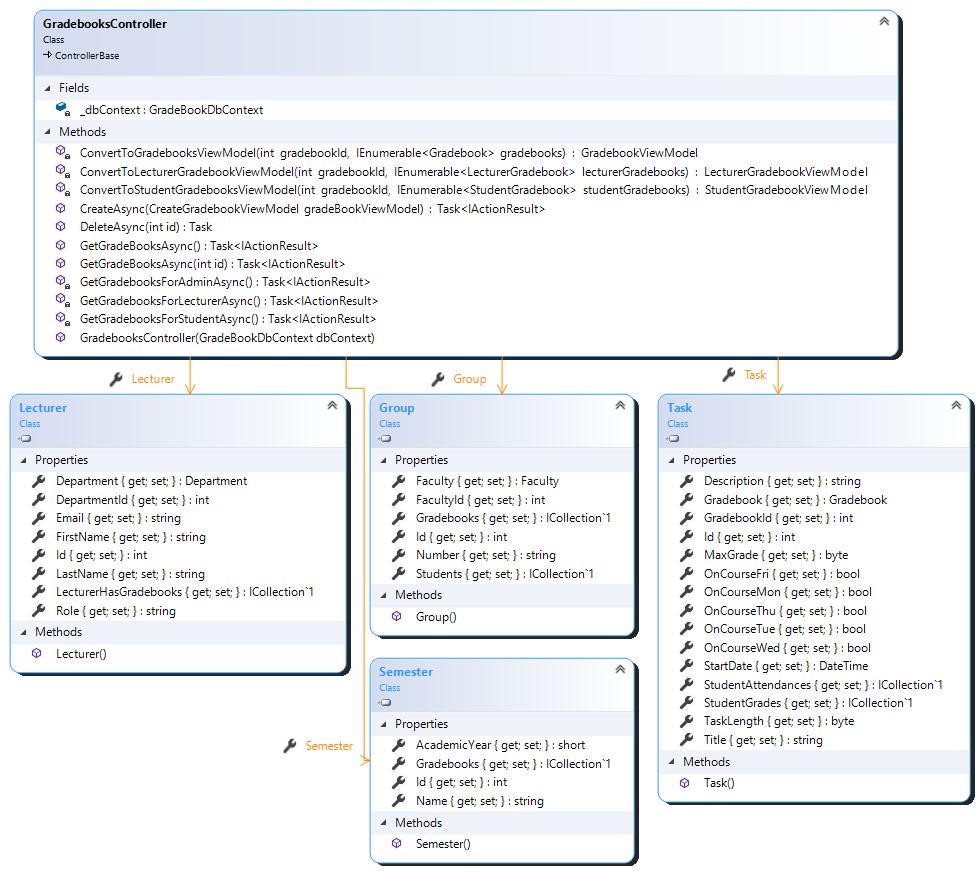 GradebooksController
Class
ControllerBase
Fields
_dbContext : GradeBookDbContext
Methods
ConvertToGradebooksViewModel(int gradebookId, IEnumerable<Gradebook> gradebooks) : GradebookViewModel
ConvertToLecturerGradebookViewModel(int gradebookId, IEnumerable<LecturerGradebook> lecturerGradebooks) : LecturerGradebookViewModel
ConvertToStudentGradebooksViewModel(int gradebookId, IEnumerable<StudentGradebook> studentGradebooks) : StudentGradebookViewModel
CreateAsync(CreateGradebookViewModel gradeBookViewModel) : Task<IActionResult>
DeleteAsync(int id) : Task
GetGradeBooksAsync() : Task<IActionResult>
GetGradeBooksAsync(int id) : Task<IActionResult>
GetGradebooksForAdminAsync() : Task<IActionResult>
GetGradebooksForLecturerAsync() : Task<IActionResult>
GetGradebooksForStudentAsync() : Task<IActionResult>
GradebooksController(GradeBookDbContext dbContext)
Lecturer
Group
Task
Lecturer
Class
Properties
Department { get; set; } : Department
DepartmentId { get; set; } : int
Email { get; set; } : string
FirstName { get; set; } : string
Id { get; set; } : int
LastName { get; set; } : string
LecturerHasGradebooks { get; set; } : ICollection`1
Role { get; set; } : string
Methods
Lecturer()
Group
Class
Properties
Faculty { get; set; } : Faculty
FacultyId { get; set; } : int
Gradebooks { get; set; } : ICollection`1
Id { get; set; } : int
Number { get; set; } : string
Students { get; set; } : ICollection`1
Methods
Group()
Task
Class
Properties
Description { get; set; } : string
Gradebook { get; set; } : Gradebook
GradebookId { get; set; } : int
Id { get; set; } : int
MaxGrade { get; set; } : byte
OnCourseFri { get; set; } : bool
OnCourseMon { get; set; } : bool
OnCourseThu { get; set; } : bool
OnCourseTue { get; set; } : bool
OnCourseWed { get; set; } : bool
StartDate { get; set; } : DateTime
StudentAttendances { get; set; } : ICollection`1
StudentGrades { get; set; } : ICollection`1
TaskLength { get; set; } : byte
Title { get; set; } : string
Methods
Task()
Semester
Semester
Class
Properties
AcademicYear { get; set; } : short
Gradebooks { get; set; } : ICollection`1
Id { get; set; } : int
Name { get; set; } : string
Methods
Semester()